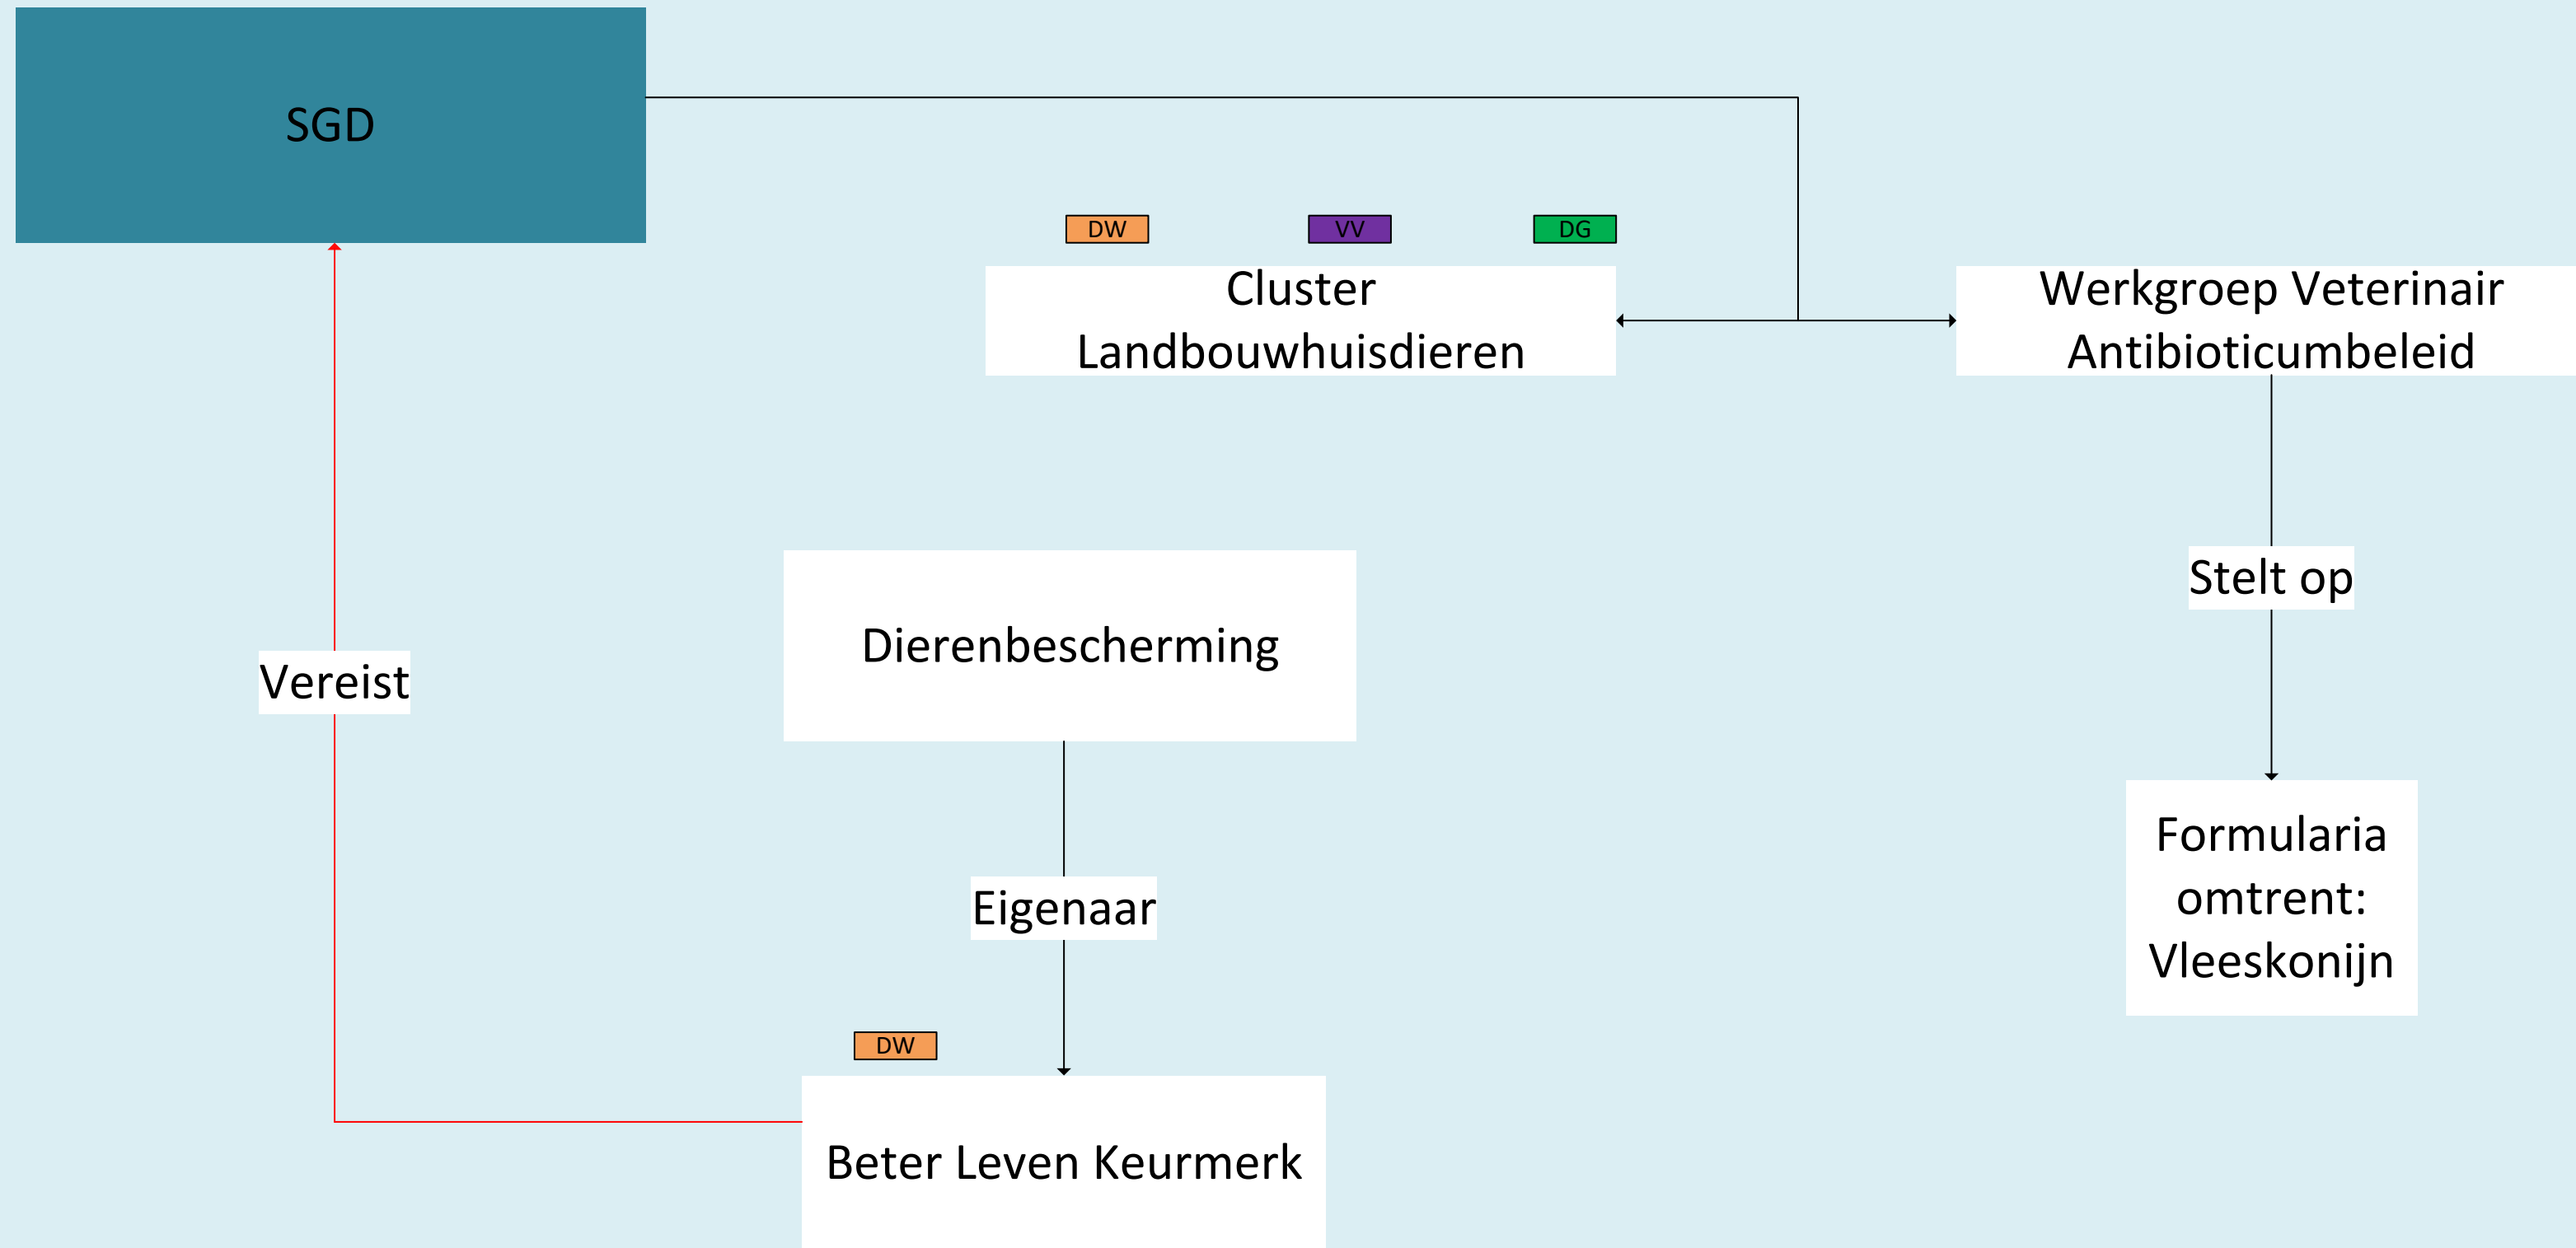 SGD
DW
VV
DG
Cluster
Landbouwhuisdieren
Werkgroep Veterinair
Antibioticumbeleid
Stelt op
Dierenbescherming
Vereist
Formularia
omtrent:
Vleeskonijn
Eigenaar
DW
Beter Leven Keurmerk